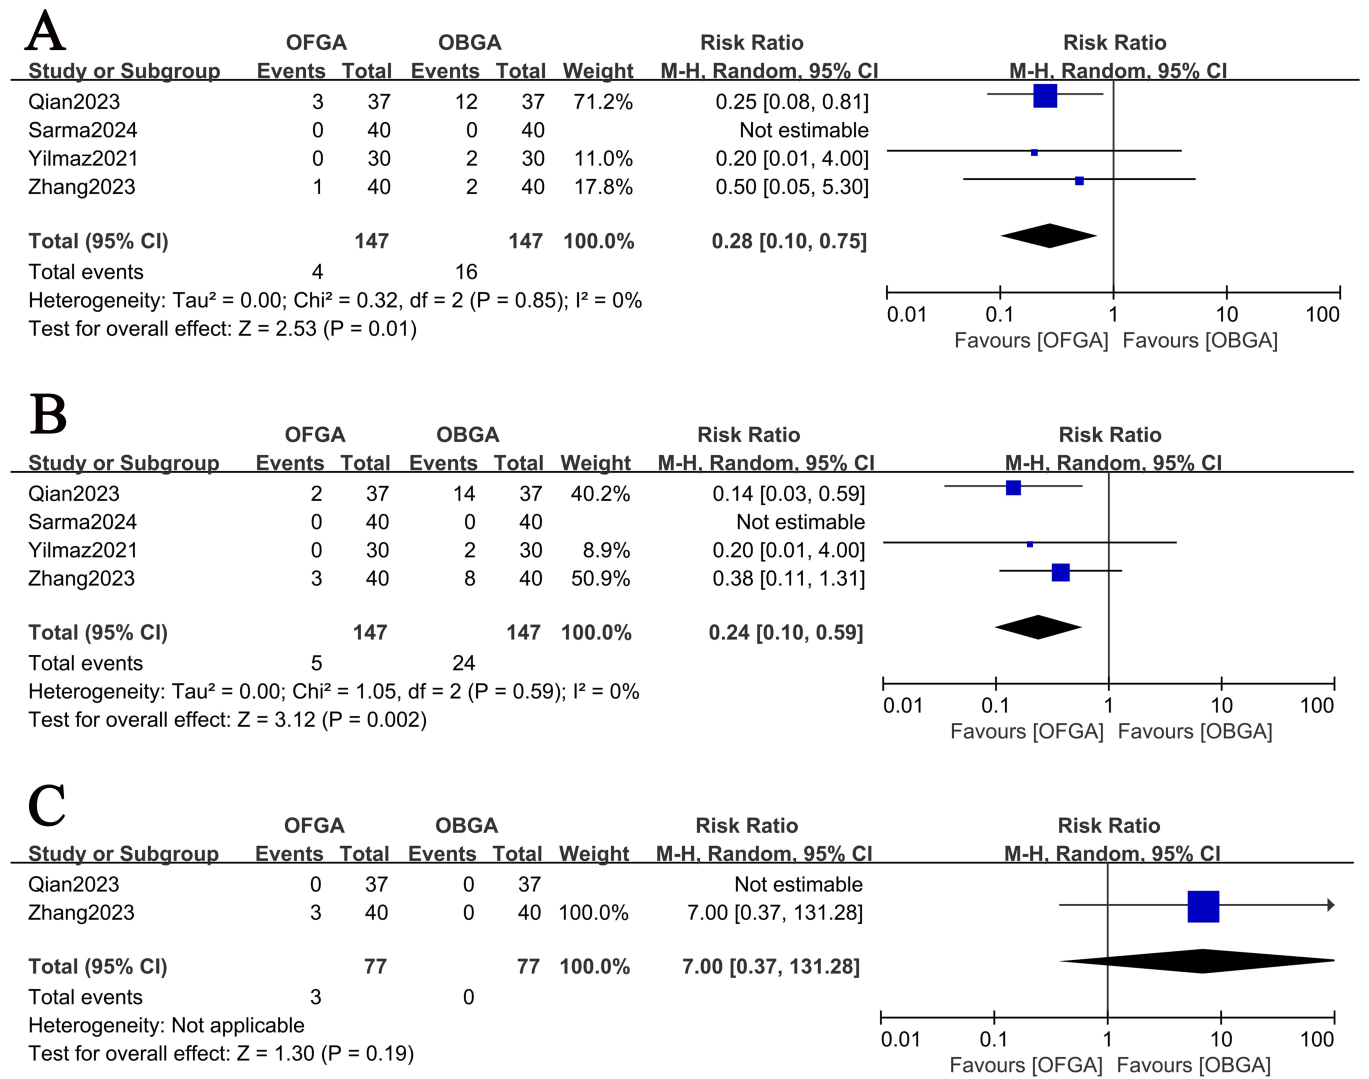 A
OFGA OBGA Risk Ratio Risk Ratio
Study or Subgroup Events Total Events Total Weight M-H, Random, 95% CI M-H, Random, 95% CI
Qian2023 3 37 12 37 71.2% 0.25 [0.08, 0.81]
Sarma2024 0 40 0 40 Not estimable
Yilmaz2021 0 30 2 30 11.0% 0.20 [0.01, 4.00]
Zhang2023 1 40 2 40 17.8% 0.50 [0.05, 5.30]
Total (95% CI) 147 147 100.0% 0.28 [0.10, 0.75]
Total events 4 16
Heterogeneity: Tau² = 0.00; Chi² = 0.32, df = 2 (P = 0.85); I² = 0%
Test for overall effect: Z = 2.53 (P = 0.01)
0.01 0.1 1 10 100
Favours [OFGA] Favours [OBGA]
B
OFGA OBGA Risk Ratio Risk Ratio
Study or Subgroup Events Total Events Total Weight M-H, Random, 95% CI M-H, Random, 95% CI
Qian2023 2 37 14 37 40.2% 0.14 [0.03, 0.59]
Sarma2024 0 40 0 40 Not estimable
Yilmaz2021 0 30 2 30 8.9% 0.20 [0.01, 4.00]
Zhang2023 3 40 8 40 50.9% 0.38 [0.11, 1.31]
Total (95% CI) 147 147 100.0% 0.24 [0.10, 0.59]
Total events 5 24
Heterogeneity: Tau² = 0.00; Chi² = 1.05, df = 2 (P = 0.59); I² = 0%
Test for overall effect: Z = 3.12 (P = 0.002)
0.01 0.1 1 10 100
Favours [OFGA] Favours [OBGA]
C
OFGA OBGA Risk Ratio Risk Ratio
Study or Subgroup Events Total Events Total Weight M-H, Random, 95% CI M-H, Random, 95% CI
Qian2023 0 37 0 37 Not estimable
Zhang2023 3 40 0 40 100.0% 7.00 [0.37, 131.28]
Total (95% CI) 77 77 100.0% 7.00 [0.37, 131.28]
Total events 3 0
Heterogeneity: Not applicable
Test for overall effect: Z = 1.30 (P = 0.19)
0.01 0.1 1 10 100
Favours [OFGA] Favours [OBGA]